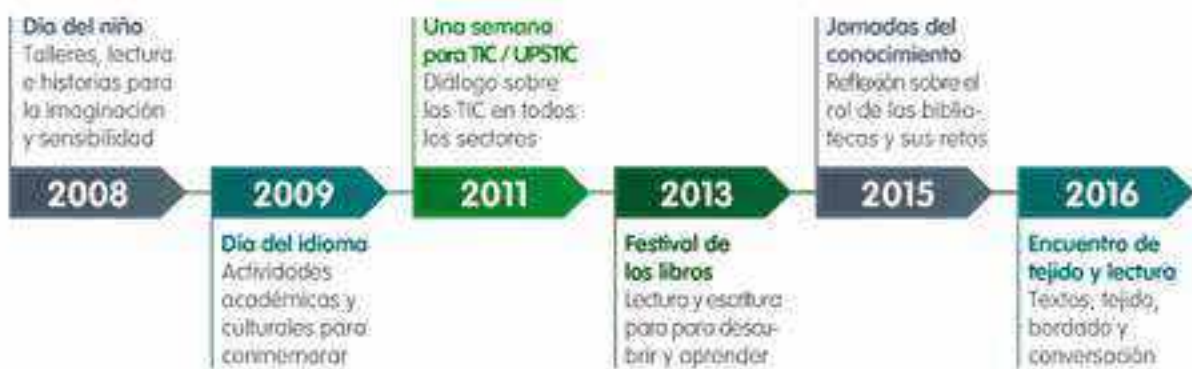 Día del niño
Talleres, lectura
e historias para
la imaginación
y sensibilidad
2008
2009
Día del idioma
Actividades
académicas y
culturales para
conmemorar
Una semana
para TIC / UPSTIC
Diálogo sobre
las TIC en todos
los sectores
2011
2013
Festival de
los libros
Lectura y escritura
para para descu-
brir y aprender
Jornadas del
conocimiento
Reflexión sobre el
rol de las biblio-
tecas y sus retos
2015
2016
Encuentro de
tejido y lectura
Textos, tejido,
bordado y
conversación